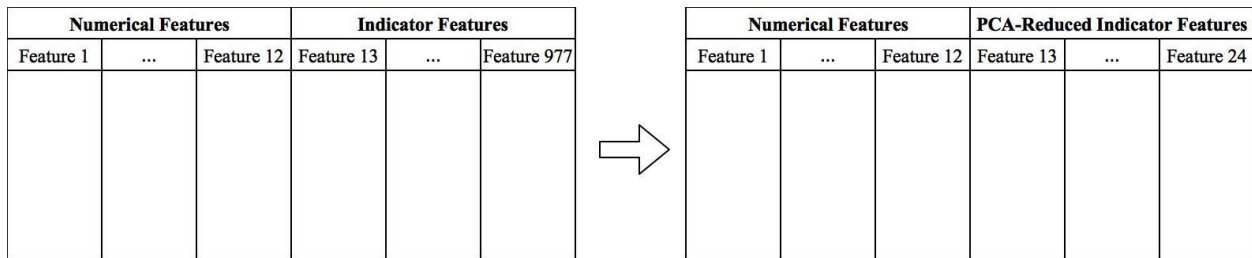 Numerical Features Indicator Features
Feature 1 ... Feature 12 Feature 13 ... Feature 977
Numerical Features PCA-Reduced Indicator Features
Feature 1 ... Feature 12 Feature 13 ... Feature 24